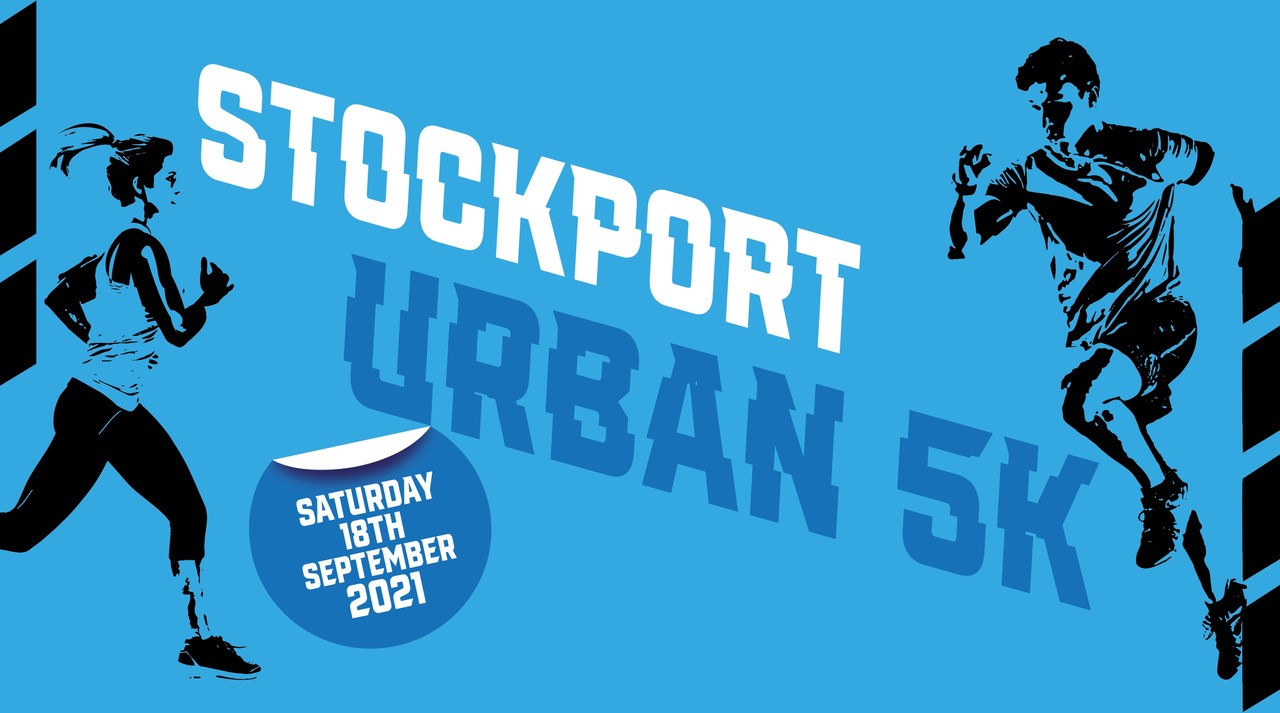 STOCKPORT
URBAN 5K
SATURDAY
18TH
SEPTEMBER
2021